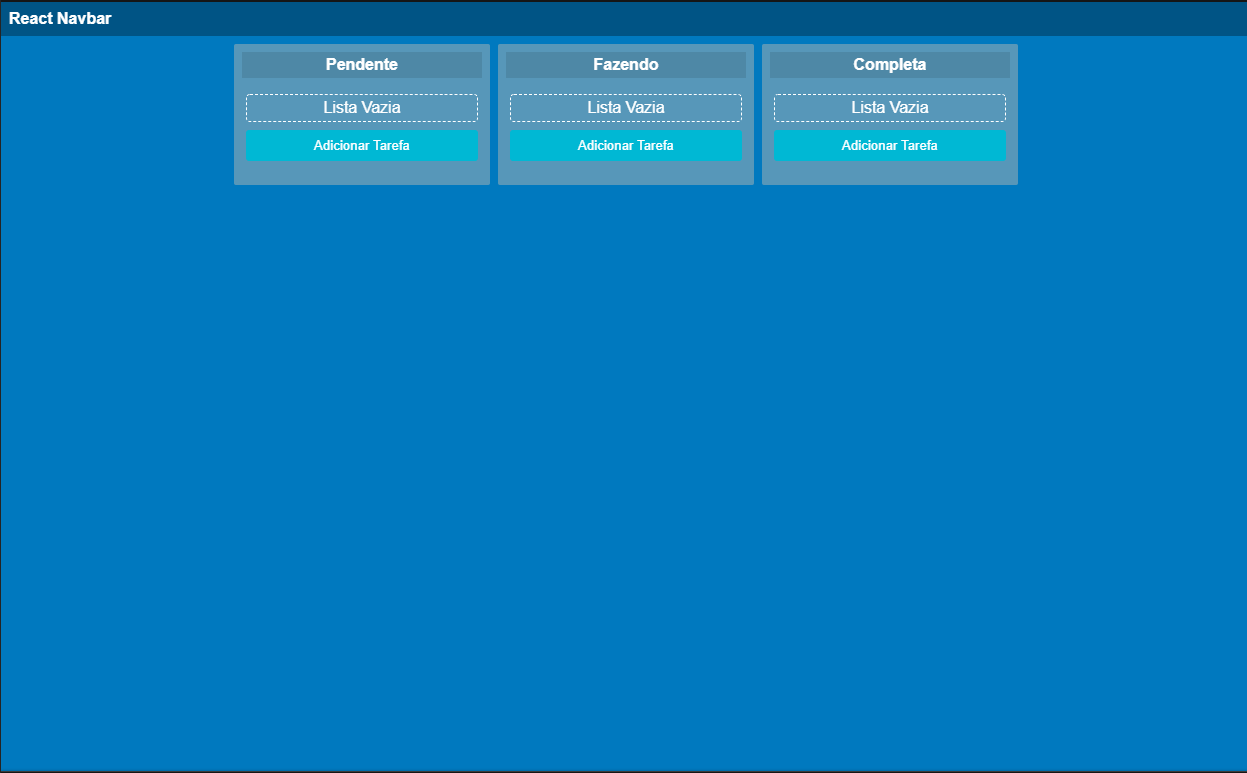 React Navbar
Pendente
Lista Vazia
Adicionar Tarefa
Fazendo
Lista Vazia
Adicionar Tarefa
Completa
Lista Vazia
Adicionar Tarefa